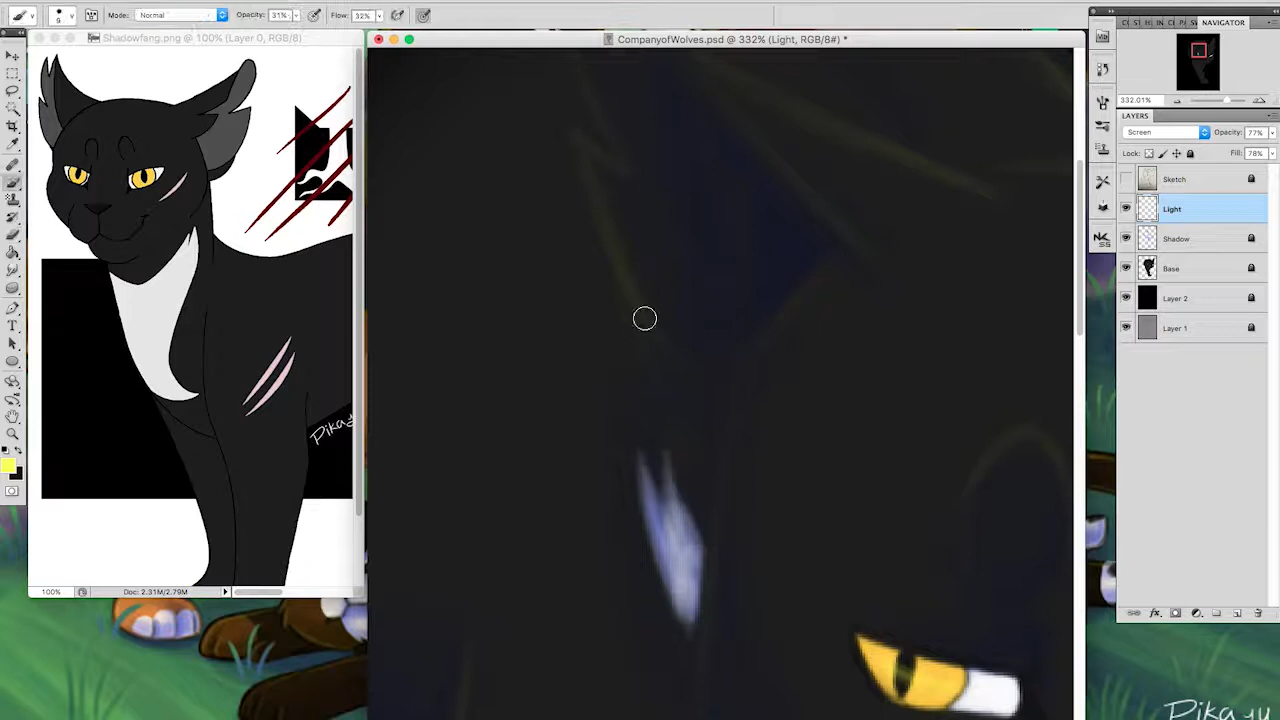 9 Mode: Normal Opacity: 31% Flow: 32%
Shadowfang.png @ 100% (Layer 0, RGB/8)
CompanyofWolves.psd @ 332% (Light, RGB/8#) *
NAVIGATOR
332.01%
LAYERS
Screen Opacity: 77%
Lock: Fill: 78%
Sketch
Light
Shadow
Base
Layer 2
Layer 1
100% Doc: 2.31M/2.79M
Pika